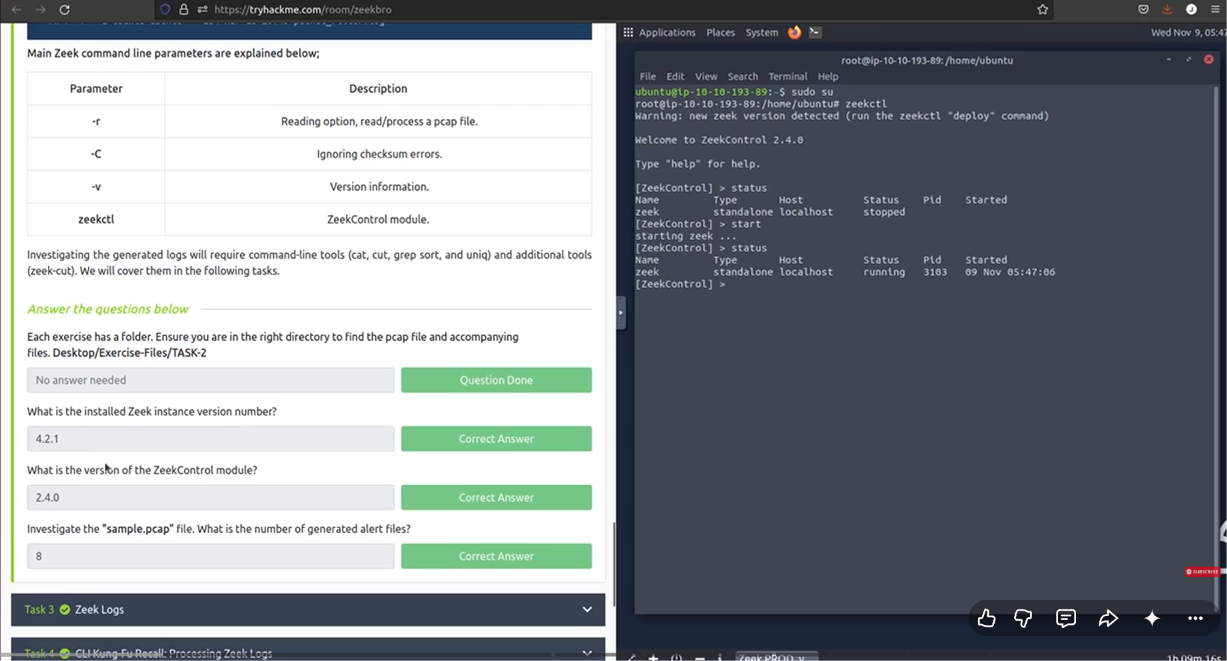 https://tryhackme.com/room/zeekbro
Main Zeek command line parameters are explained below;
Parameter Description
-r Reading option, read/process a pcap file.
-C Ignoring checksum errors.
-v Version information.
zeekctl ZeekControl module.
Investigating the generated logs will require command-line tools (cat, cut, grep sort, and uniq) and additional tools
(zeek-cut). We will cover them in the following tasks.
Answer the questions below
Each exercise has a folder. Ensure you are in the right directory to find the pcap file and accompanying
files. Desktop/Exercise-Files/TASK-2
No answer needed Question Done
What is the installed Zeek instance version number?
4.2.1 Correct Answer
What is the version of the ZeekControl module?
2.4.0 Correct Answer
Investigate the "sample.pcap" file. What is the number of generated alert files?
8 Correct Answer
Task 3 Zeek Logs
Task 4 CLI Kung-Fu Recall: Processing Zeek Logs
Applications Places System Wed Nov 9, 05:47
root@ip-10-10-193-89: /home/ubuntu
File Edit View Search Terminal Help
ubuntu@ip-10-10-193-89:~$ sudo su
root@ip-10-10-193-89:/home/ubuntu# zeekctl
Warning: new zeek version detected (run the zeekctl "deploy" command)
Welcome to ZeekControl 2.4.0
Type "help" for help.
[ZeekControl] > status
Name Type Host Status Pid Started
zeek standalone localhost stopped
[ZeekControl] > start
starting zeek ...
[ZeekControl] > status
Name Type Host Status Pid Started
zeek standalone localhost running 3103 09 Nov 05:47:06
[ZeekControl] >
SUBSCRIBE
1h 09m 16s